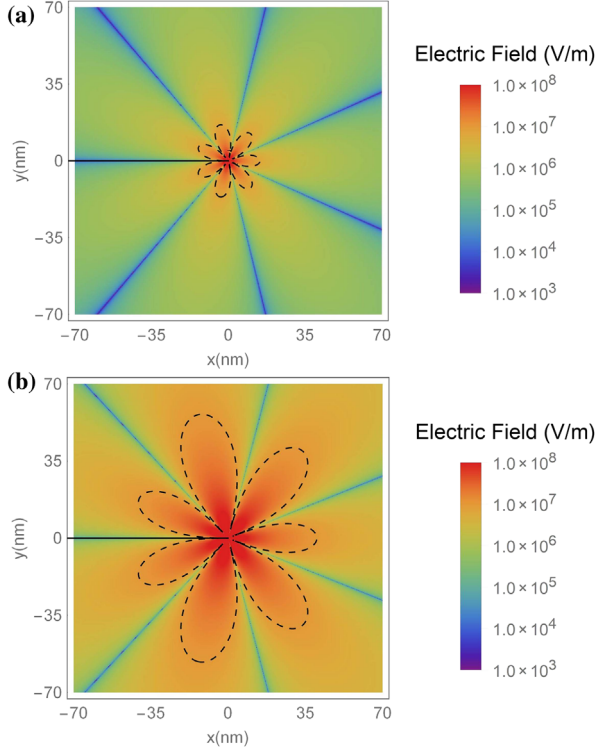 (a)
70
35
0
−35
−70
y(nm)
−70 −35 0 35 70
x(nm)
Electric Field (V/m)
1.0×10⁸
1.0×10⁷
1.0×10⁶
1.0×10⁵
1.0×10⁴
1.0×10³
(b)
70
35
0
−35
−70
y(nm)
−70 −35 0 35 70
x(nm)
Electric Field (V/m)
1.0×10⁸
1.0×10⁷
1.0×10⁶
1.0×10⁵
1.0×10⁴
1.0×10³